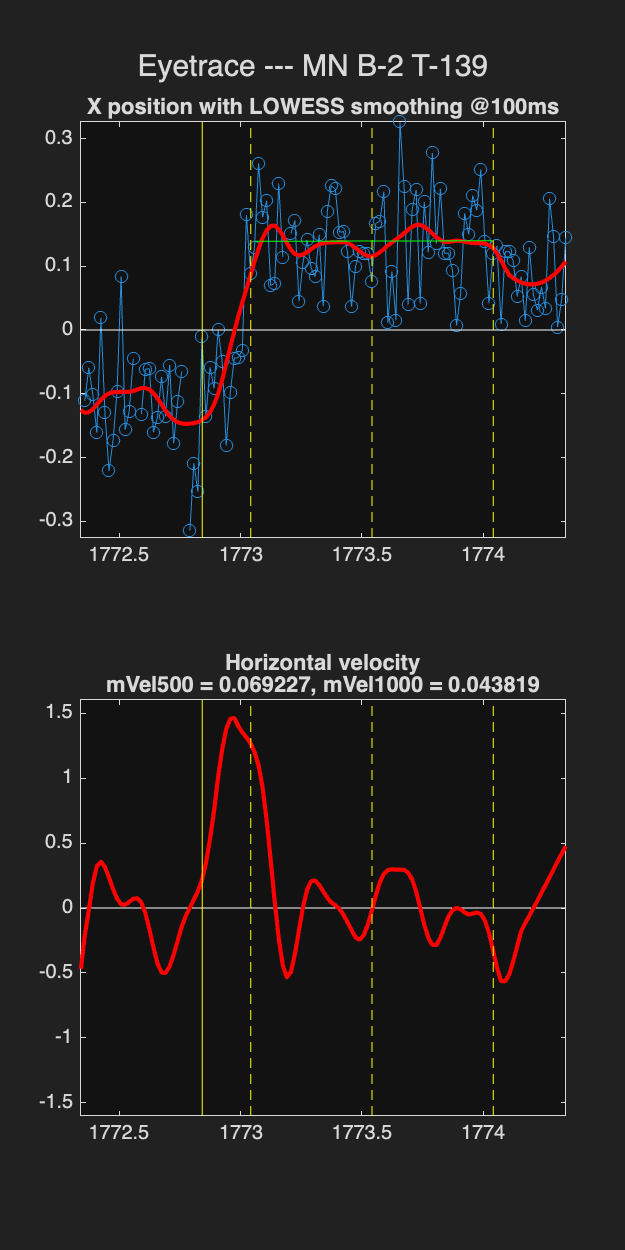 Eyetrace --- MN B-2 T-139
X position with LOWESS smoothing @100ms
0.3
0.2
0.1
0
-0.1
-0.2
-0.3
1772.5 1773 1773.5 1774
Horizontal velocity
mVel500 = 0.069227, mVel1000 = 0.043819
1.5
1
0.5
0
-0.5
-1
-1.5
1772.5 1773 1773.5 1774